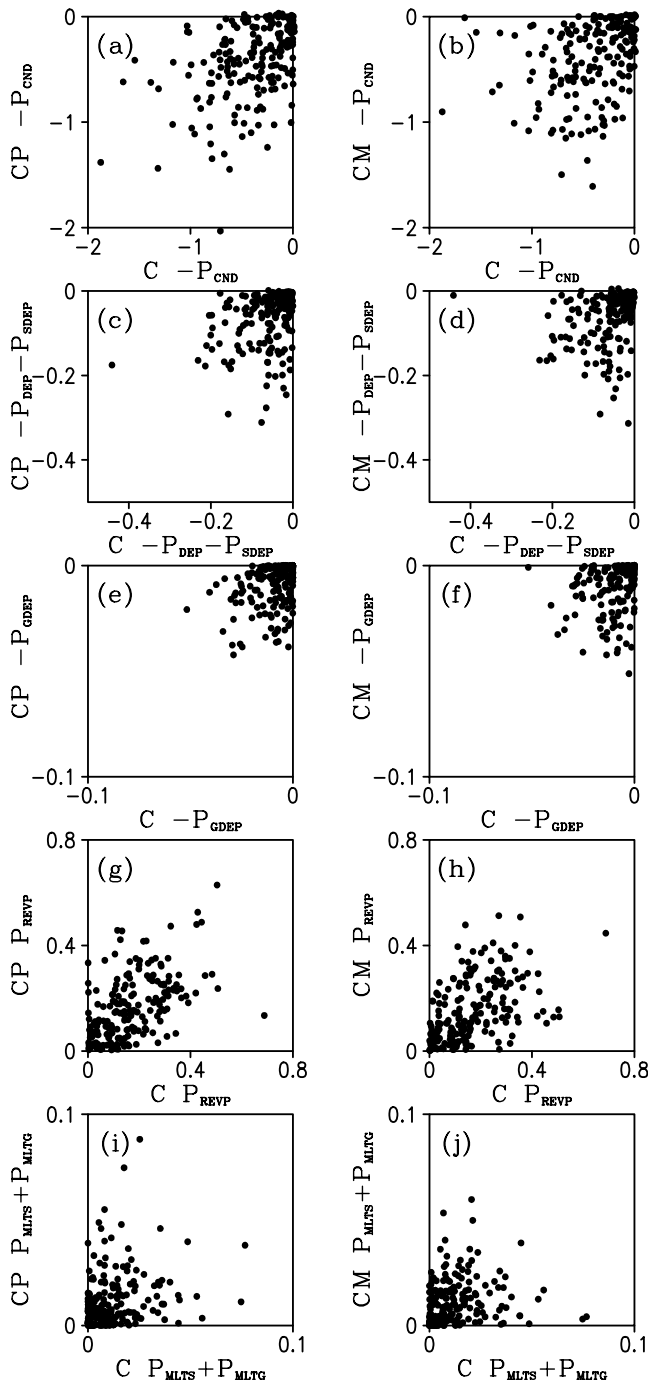 0
(a)
−1
−2
CP −P_CND
−2 −1 0
C −P_CND
0
(b)
−1
−2
CM −P_CND
−2 −1 0
C −P_CND
0
(c)
−0.2
−0.4
CP −P_DEP−P_SDEP
−0.4 −0.2 0
C −P_DEP−P_SDEP
0
(d)
−0.2
−0.4
CM −P_DEP−P_SDEP
−0.4 −0.2 0
C −P_DEP−P_SDEP
0
(e)
−0.1
CP −P_GDEP
−0.1 0
C −P_GDEP
0
(f)
−0.1
CM −P_GDEP
−0.1 0
C −P_GDEP
0.8
(g)
0.4
0
CP P_REVP
0 0.4 0.8
C P_REVP
0.8
(h)
0.4
0
CM P_REVP
0 0.4 0.8
C P_REVP
0.1
(i)
0
CP P_MLTS+P_MLTG
0 0.1
C P_MLTS+P_MLTG
0.1
(j)
0
CM P_MLTS+P_MLTG
0 0.1
C P_MLTS+P_MLTG